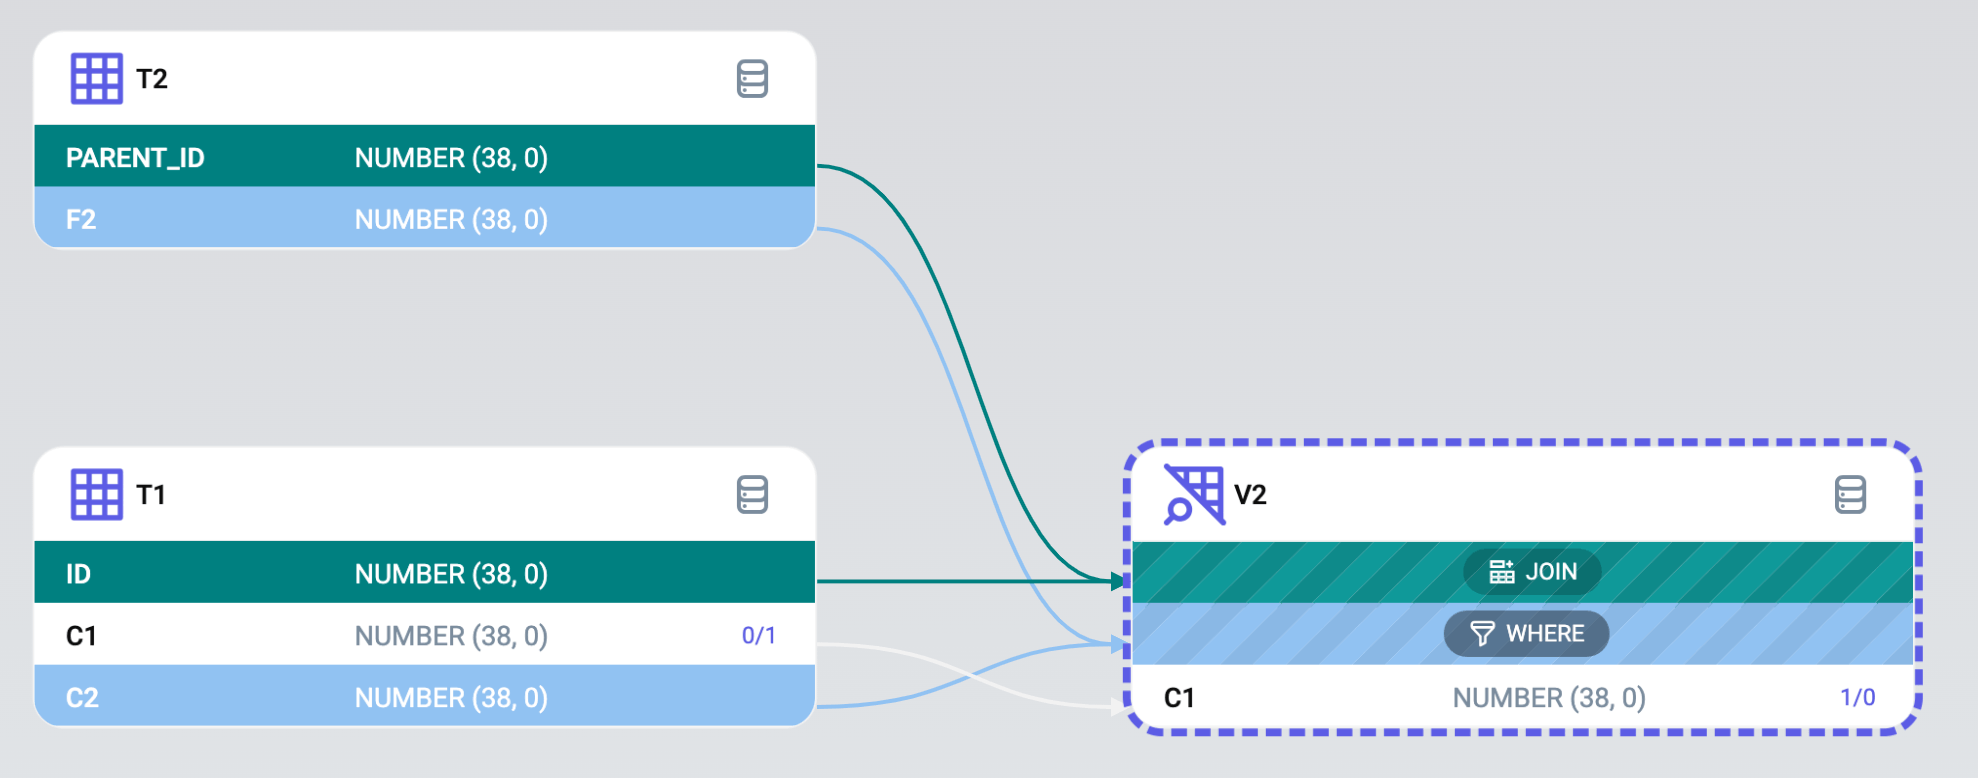 T2
PARENT_ID NUMBER (38, 0)
F2 NUMBER (38, 0)
T1
ID NUMBER (38, 0)
C1 NUMBER (38, 0) 0/1
C2 NUMBER (38, 0)
V2
JOIN
WHERE
C1 NUMBER (38, 0) 1/0